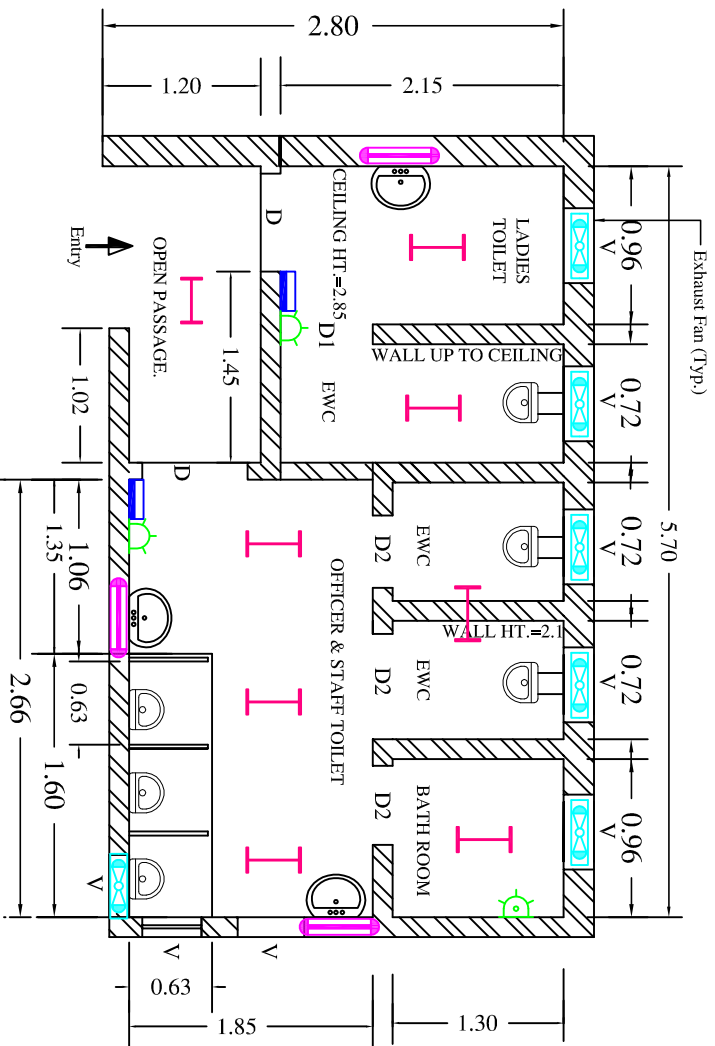 2.80
1.20
2.15
Exhaust Fan (Typ.)
0.96
V
LADIES
TOILET
CEILING HT.=2.85
D
Entry
OPEN PASSAGE.
D1
1.45
1.02
WALL UP TO CEILING
EWC
0.72
V
5.70
D
EWC
D2
0.72
V
1.06
1.35
OFFICER & STAFF TOILET
WALL HT.=2.1
EWC
D2
0.72
V
2.66
0.63
1.60
BATH ROOM
D2
0.96
V
V
V
V
0.63
1.85
1.30